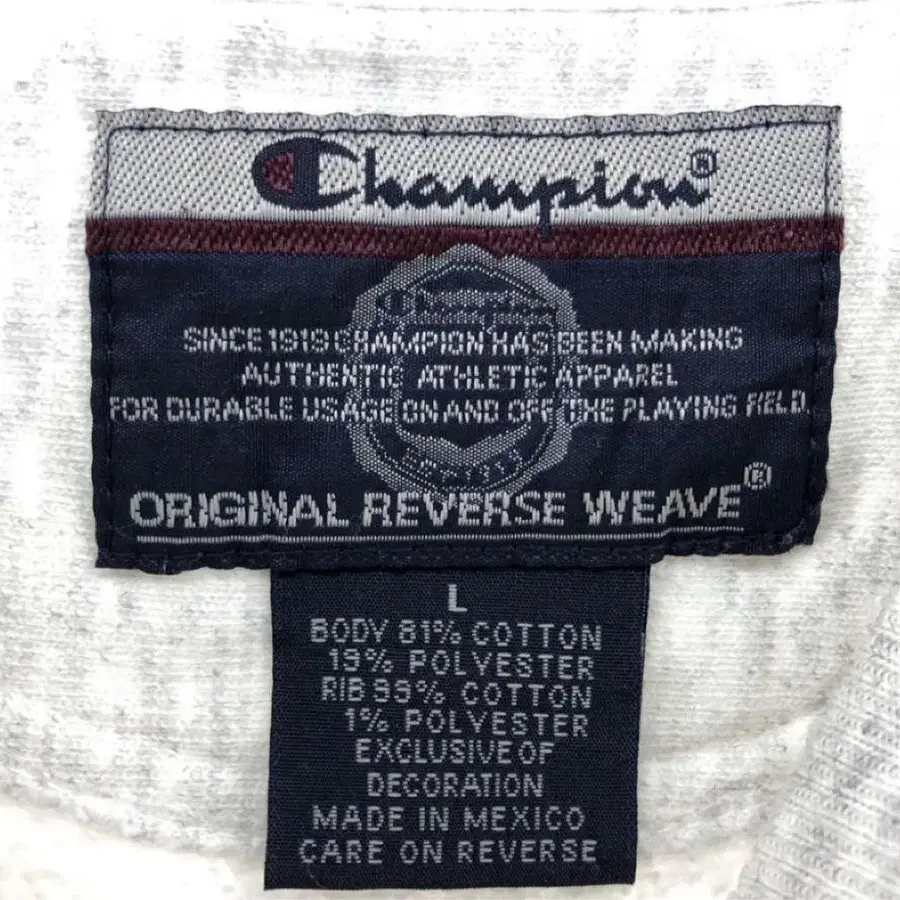 Champion®
Champion
SINCE 1919 CHAMPION HAS BEEN MAKING
AUTHENTIC ATHLETIC APPAREL
FOR DURABLE USAGE ON AND OFF THE PLAYING FIELD.
ORIGINAL REVERSE WEAVE®
L
BODY 81% COTTON
19% POLYESTER
RIB 99% COTTON
1% POLYESTER
EXCLUSIVE OF
DECORATION
MADE IN MEXICO
CARE ON REVERSE